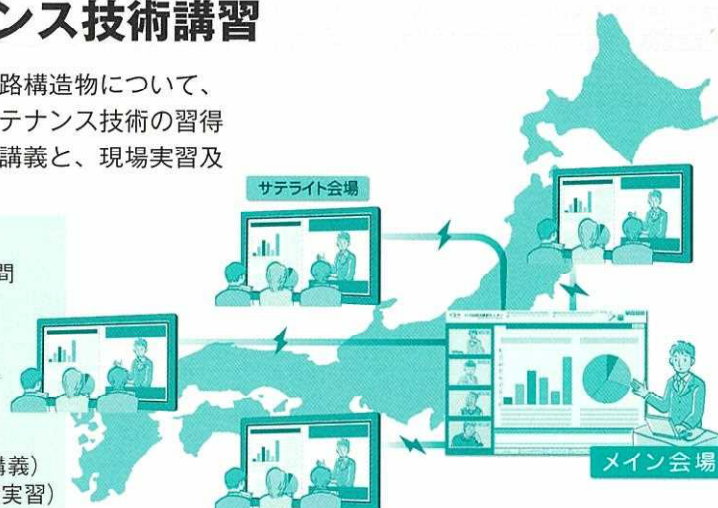 ンス技術講習
路構造物について、
テナンス技術の習得
講義と、現場実習及
サテライト会場
間
講義）
実習）
メイン会場